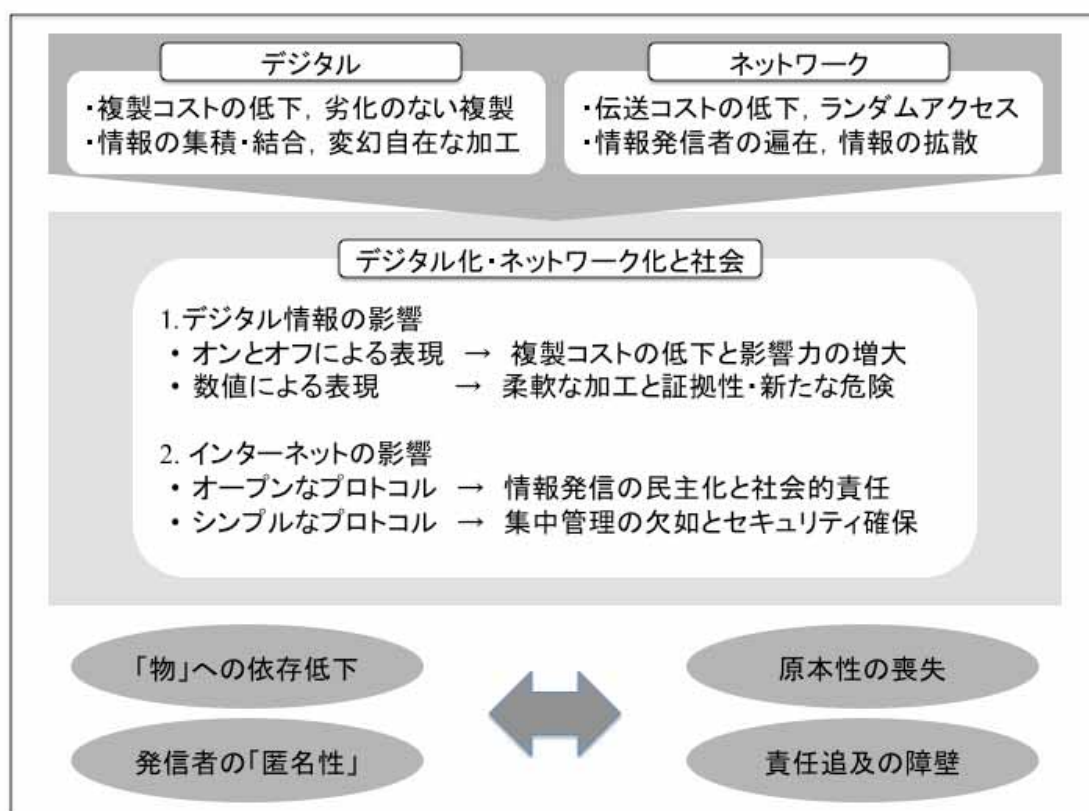 デジタル
・複製コストの低下, 劣化のない複製
・情報の集積・結合, 変幻自在な加工
ネットワーク
・伝送コストの低下, ランダムアクセス
・情報発信者の遍在, 情報の拡散
デジタル化・ネットワーク化と社会
1.デジタル情報の影響
・ オンとオフによる表現 → 複製コストの低下と影響力の増大
・ 数値による表現 → 柔軟な加工と証拠性・新たな危険
2. インターネットの影響
・ オープンなプロトコル → 情報発信の民主化と社会的責任
・ シンプルなプロトコル → 集中管理の欠如とセキュリティ確保
「物」への依存低下
原本性の喪失
発信者の「匿名性」
責任追及の障壁